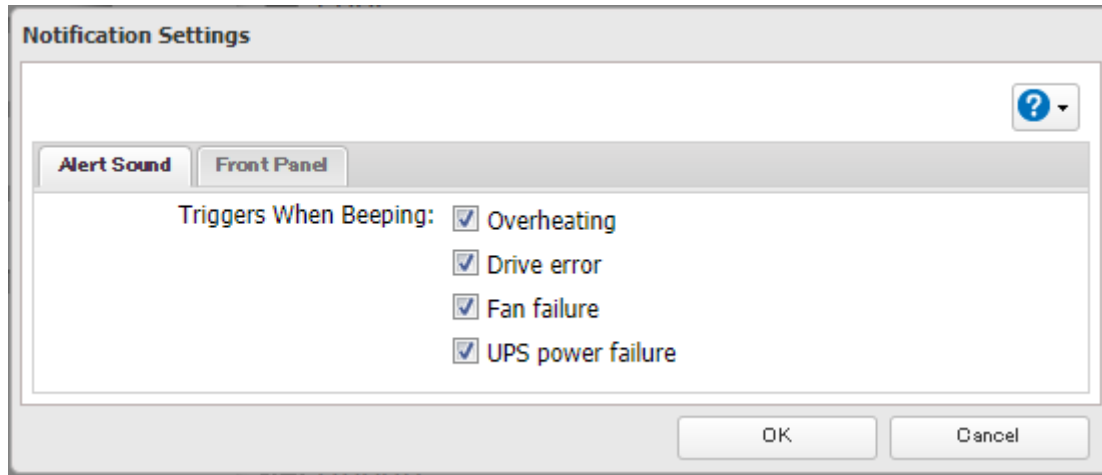 Notification Settings
?
Alert Sound Front Panel
Triggers When Beeping: Overheating
Drive error
Fan failure
UPS power failure
OK Cancel